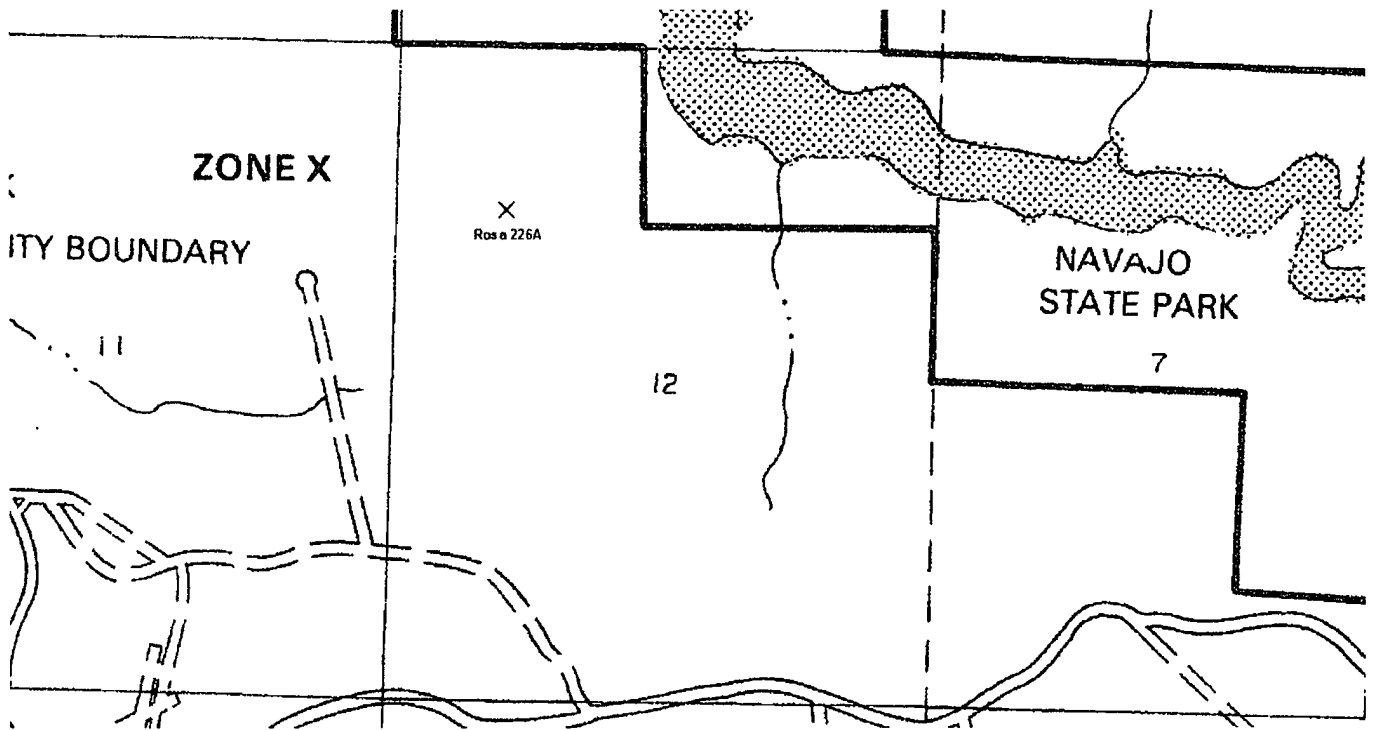 ZONE X
Rosa 226A
ITY BOUNDARY
NAVAJO
STATE PARK
11
7
12